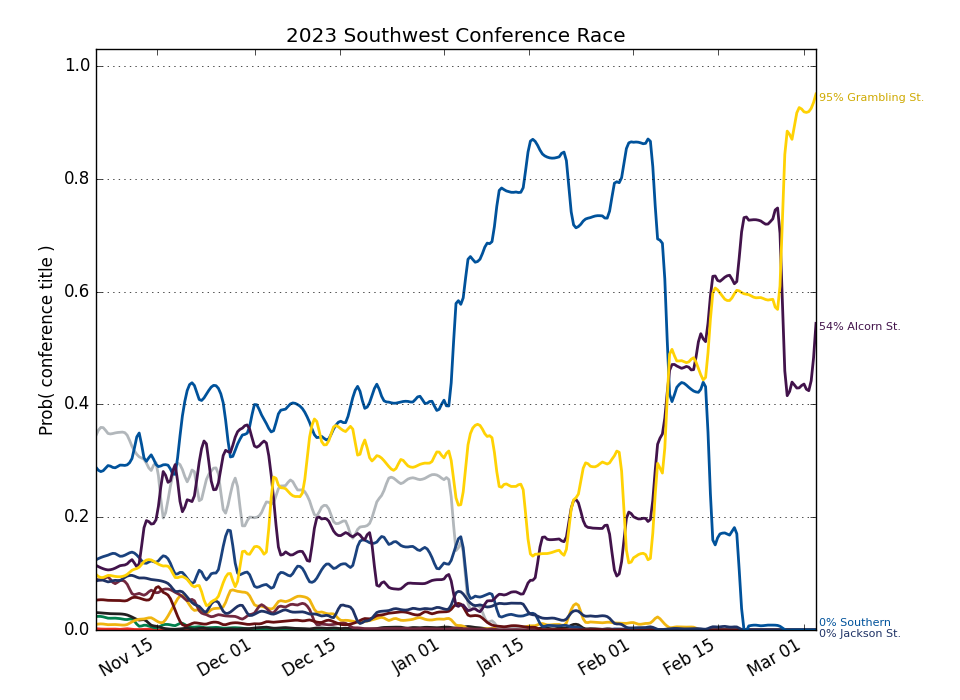 2023 Southwest Conference Race
Prob( conference title )
1.0
0.8
0.6
0.4
0.2
0.0
95% Grambling St.
54% Alcorn St.
0% Southern
0% Jackson St.
Nov 15
Dec 01
Dec 15
Jan 01
Jan 15
Feb 01
Feb 15
Mar 01